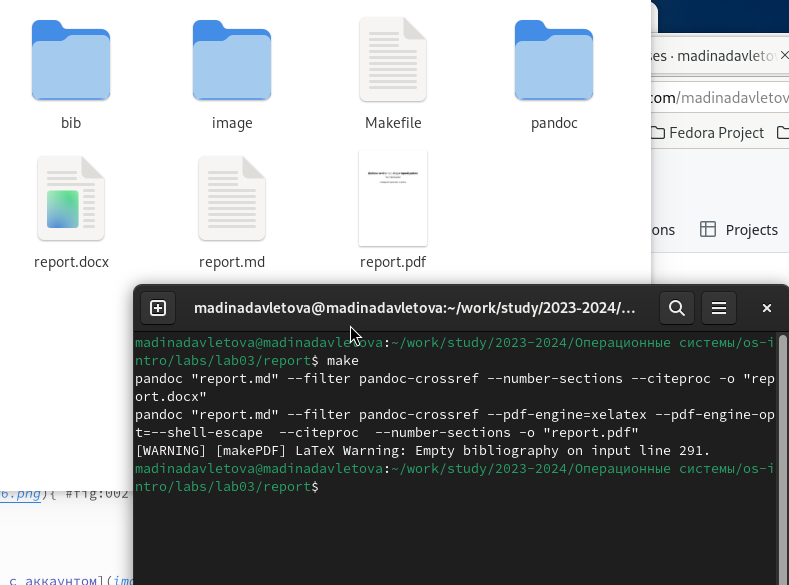 bib
image
Makefile
pandoc
report.docx
report.md
report.pdf
ses · madinadavleto
com/madinadavletov
Fedora Project
ons
Projects
madinadavletova@madinadavletova:~/work/study/2023-2024/...
madinadavletova@madinadavletova:~/work/study/2023-2024/Операционные системы/os-i
ntro/labs/lab03/report$ make
pandoc "report.md" --filter pandoc-crossref --number-sections --citeproc -o "rep
ort.docx"
pandoc "report.md" --filter pandoc-crossref --pdf-engine=xelatex --pdf-engine-op
t=--shell-escape  --citeproc  --number-sections -o "report.pdf"
[WARNING] [makePDF] LaTeX Warning: Empty bibliography on input line 291.
madinadavletova@madinadavletova:~/work/study/2023-2024/Операционные системы/os-i
ntro/labs/lab03/report$
6.png){ #fig:002
с аккаунтом](im